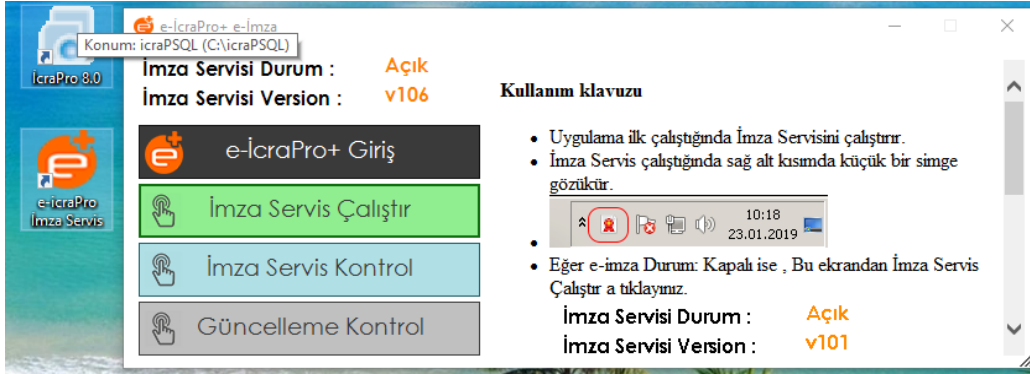 e-İcraPro+ e-İmza
Konum: icraPSQL (C:\icraPSQL)
İcraPro 8.0
e-icraPro
İmza Servis
İmza Servisi Durum : Açık
İmza Servisi Version : v106
e-İcraPro+ Giriş
İmza Servis Çalıştır
İmza Servis Kontrol
Güncelleme Kontrol
Kullanım klavuzu
Uygulama ilk çalıştığında İmza Servisini çalıştırır.
İmza Servis çalıştığında sağ alt kısımda küçük bir simge
gözükür.
10:18
23.01.2019
Eğer e-imza Durum: Kapalı ise , Bu ekrandan İmza Servis
Çalıştır a tıklayınız.
İmza Servisi Durum : Açık
İmza Servisi Version : v101